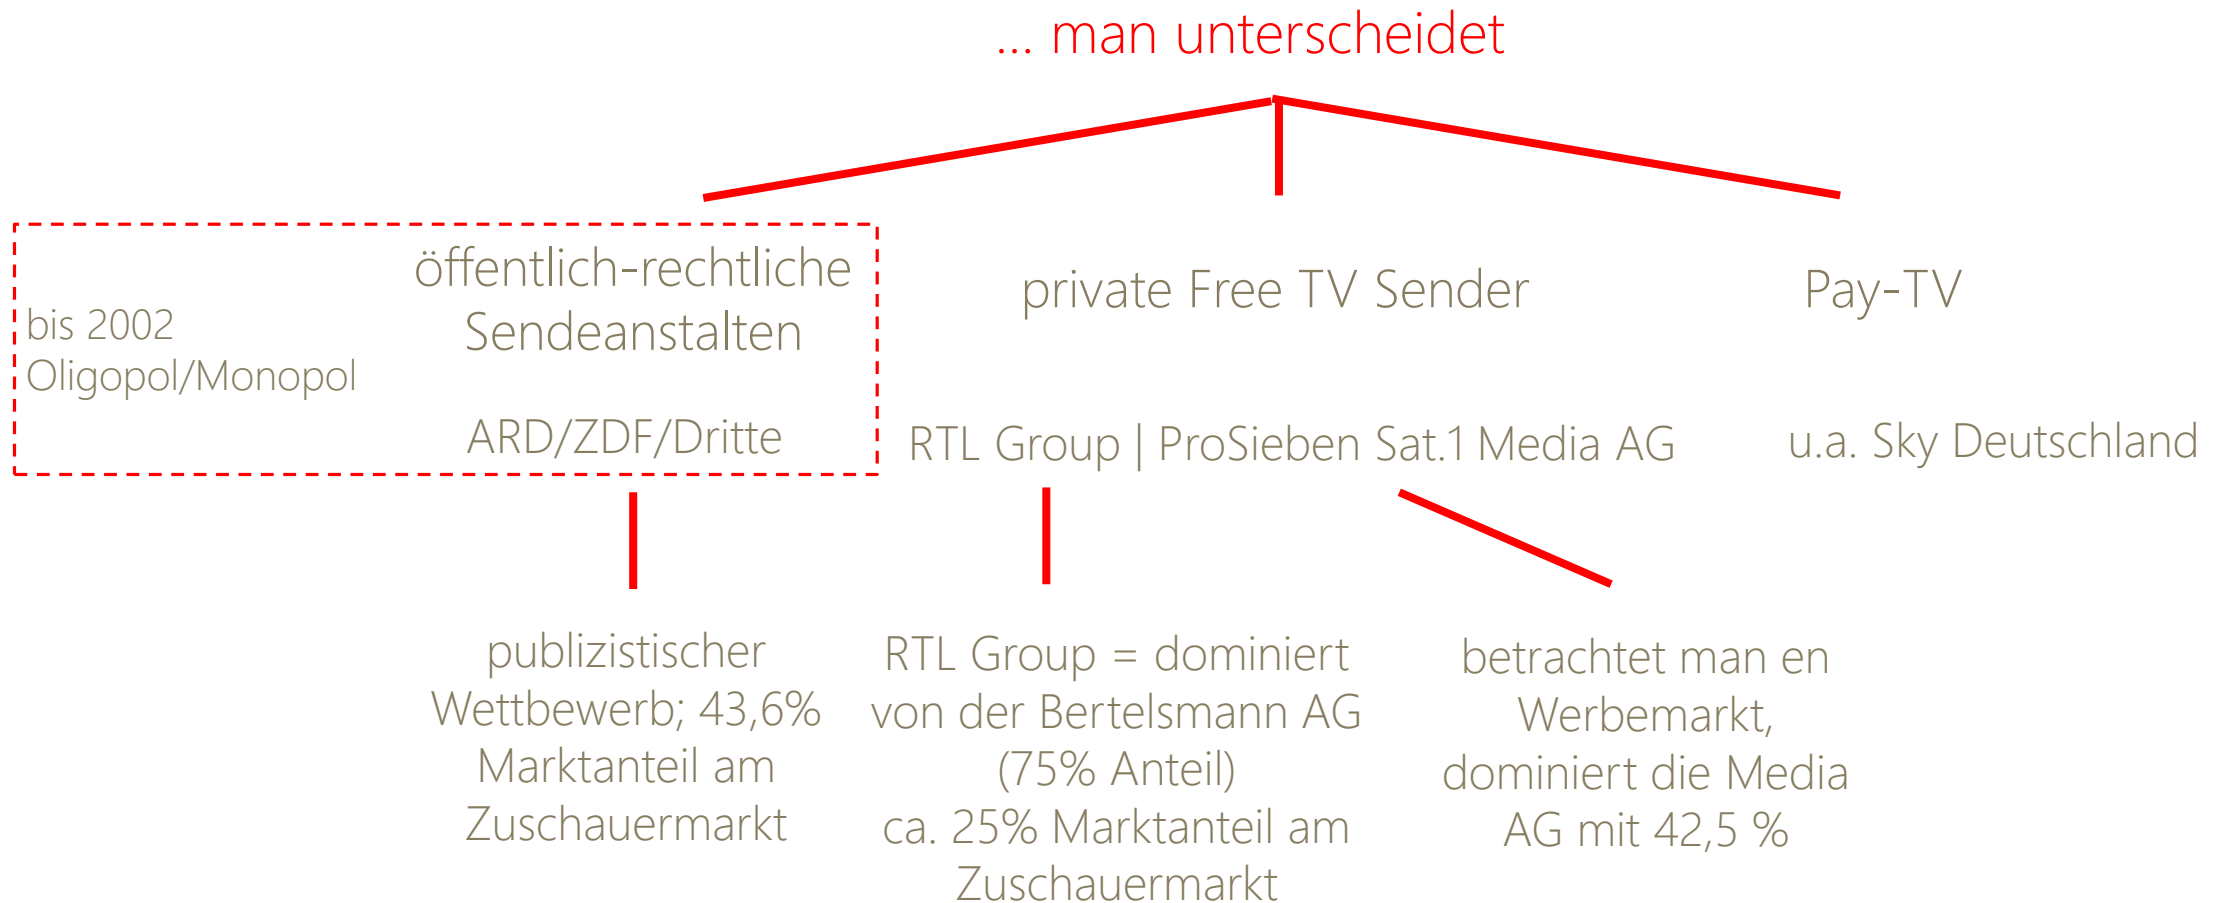 ... man unterscheidet
öffentlich-rechtliche
Sendeanstalten
bis 2002
Oligopol/Monopol
ARD/ZDF/Dritte
private Free TV Sender
RTL Group | ProSieben Sat.1 Media AG
Pay-TV
u.a. Sky Deutschland
publizistischer
Wettbewerb; 43,6%
Marktanteil am
Zuschauermarkt
RTL Group = dominiert
von der Bertelsmann AG
(75% Anteil)
ca. 25% Marktanteil am
Zuschauermarkt
betrachtet man en
Werbemarkt,
dominiert die Media
AG mit 42,5 %